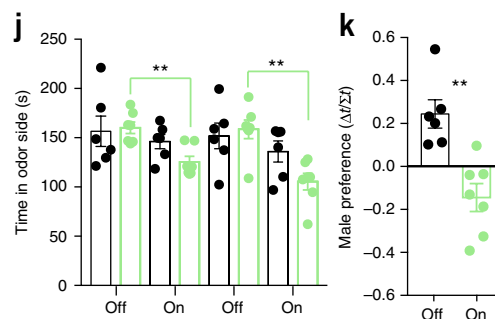 j
Time in odor side (s)
250
200
150
100
50
0
**
**
Off On Off On
k
Male preference (Δt/Σt)
0.6
0.4
0.2
0.0
−0.2
−0.4
−0.6
**
Off On